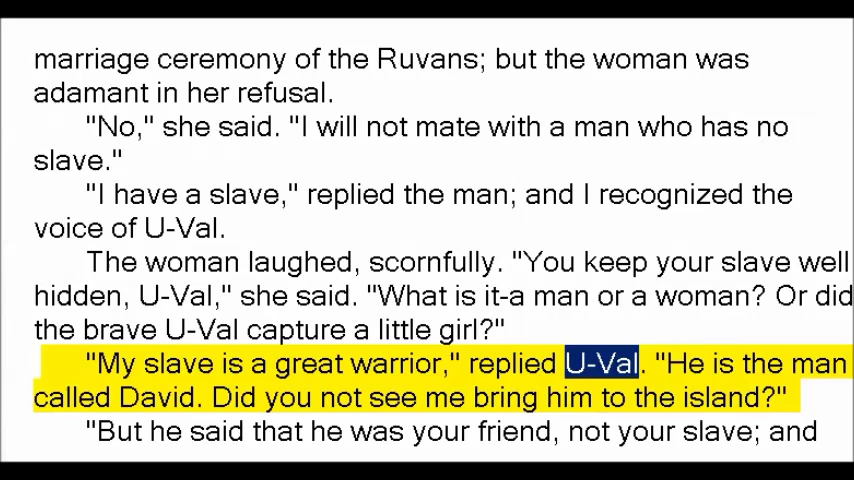 marriage ceremony of the Ruvans; but the woman was
adamant in her refusal.
"No," she said. "I will not mate with a man who has no
slave."
"I have a slave," replied the man; and I recognized the
voice of U-Val.
The woman laughed, scornfully. "You keep your slave well
hidden, U-Val," she said. "What is it-a man or a woman? Or did
the brave U-Val capture a little girl?"
"My slave is a great warrior," replied U-Val. "He is the man
called David. Did you not see me bring him to the island?"
"But he said that he was your friend, not your slave; and